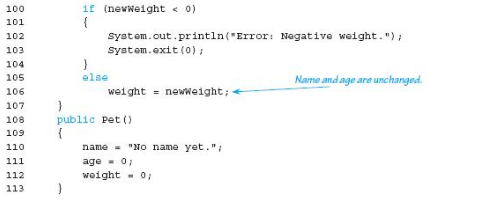 100 if (newWeight < 0)
101 {
102 System.out.println("Error: Negative weight.");
103 System.exit(0);
104 }
105 else
Name and age are unchanged.
106 weight = newWeight;
107 }
108 public Pet()
109 {
110 name = "No name yet.";
111 age = 0;
112 weight = 0;
113 }